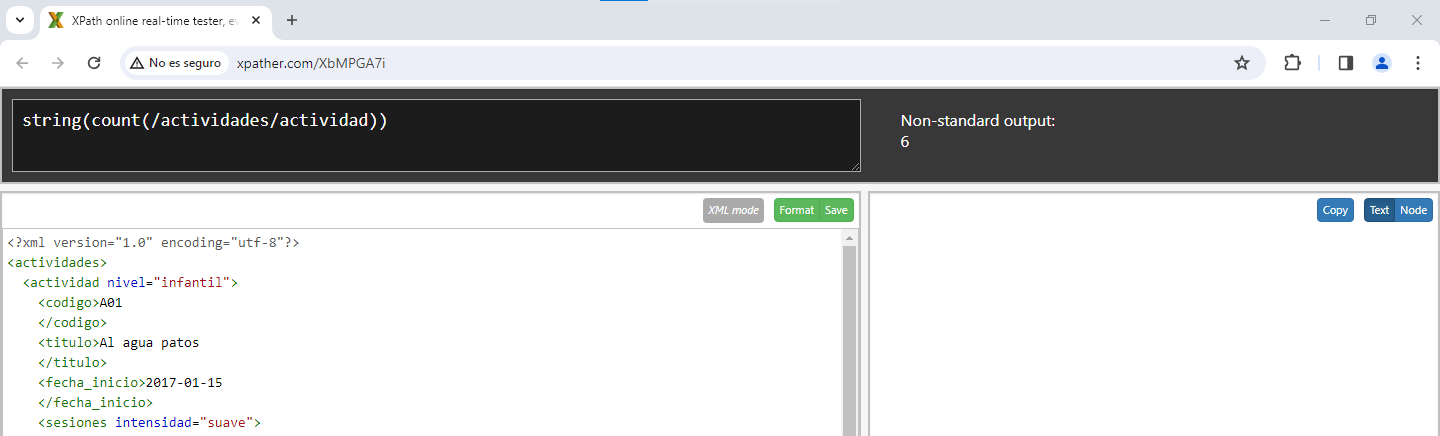 XPath online real-time tester, ev
No es seguro
xpather.com/XbMPGA7i
string(count(/actividades/actividad))
Non-standard output:
6
XML mode
Format
Save
Copy
Text
Node
<?xml version="1.0" encoding="utf-8"?>
<actividades>
<actividad nivel="infantil">
<codigo>A01
</codigo>
<titulo>Al agua patos
</titulo>
<fecha_inicio>2017-01-15
</fecha_inicio>
<sesiones intensidad="suave">